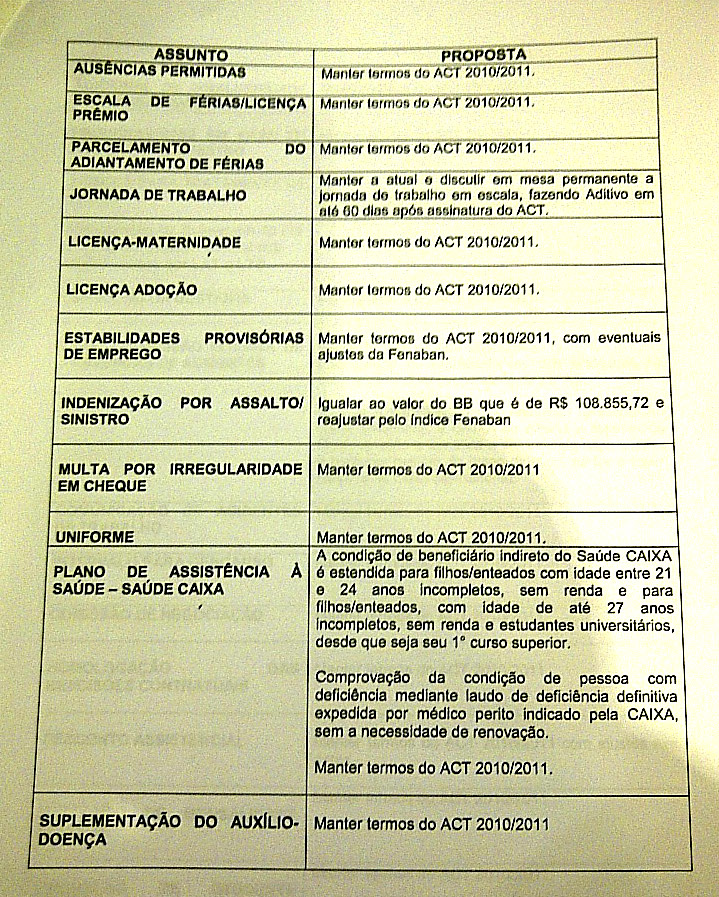 ASSUNTO PROPOSTA
AUSÊNCIAS PERMITIDAS Manter termos do ACT 2010/2011.
ESCALA DE FÉRIAS/LICENÇA Manter termos do ACT 2010/2011.
PRÊMIO
PARCELAMENTO DO Manter termos do ACT 2010/2011.
ADIANTAMENTO DE FÉRIAS
JORNADA DE TRABALHO
Manter a atual e discutir em mesa permanente a
jornada de trabalho em escala, fazendo Aditivo em
até 60 dias após assinatura do ACT.
LICENÇA-MATERNIDADE Manter termos do ACT 2010/2011.
LICENÇA ADOÇÃO Manter termos do ACT 2010/2011.
ESTABILIDADES PROVISÓRIAS
DE EMPREGO
Manter termos do ACT 2010/2011, com eventuais
ajustes da Fenaban.
INDENIZAÇÃO POR ASSALTO/
SINISTRO
Igualar ao valor do BB que é de R$ 108.855,72 e
reajustar pelo índice Fenaban
MULTA POR IRREGULARIDADE
EM CHEQUE
Manter termos do ACT 2010/2011
UNIFORME Manter termos do ACT 2010/2011.
PLANO DE ASSISTÊNCIA À
SAÚDE – SAÚDE CAIXA
A condição de beneficiário indireto do Saúde CAIXA
é estendida para filhos/enteados com idade entre 21
e 24 anos incompletos, sem renda e para
filhos/enteados, com idade de até 27 anos
incompletos, sem renda e estudantes universitários,
desde que seja seu 1° curso superior.
Comprovação da condição de pessoa com
deficiência mediante laudo de deficiência definitiva
expedida por médico perito indicado pela CAIXA,
sem a necessidade de renovação.
Manter termos do ACT 2010/2011.
SUPLEMENTAÇÃO DO AUXÍLIO-
DOENÇA
Manter termos do ACT 2010/2011